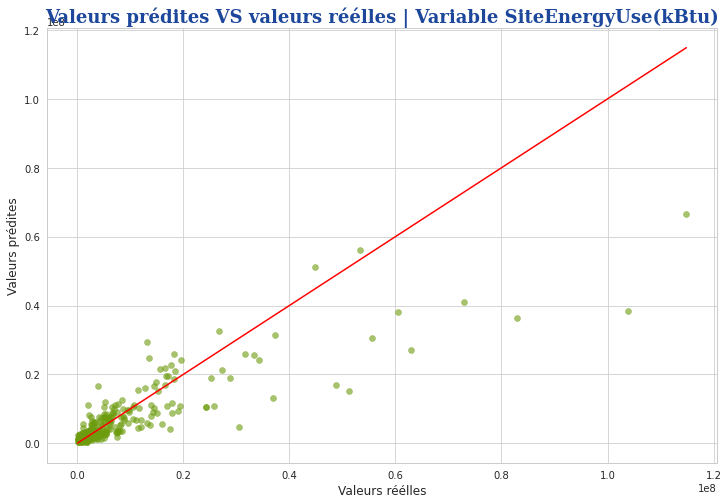 Valeurs prédites VS valeurs réélles | Variable SiteEnergyUse(kBtu)
1e8
1.2
1.0
0.8
0.6
0.4
0.2
0.0
Valeurs prédites
0.0 0.2 0.4 0.6 0.8 1.0 1.2
1e8
Valeurs réélles